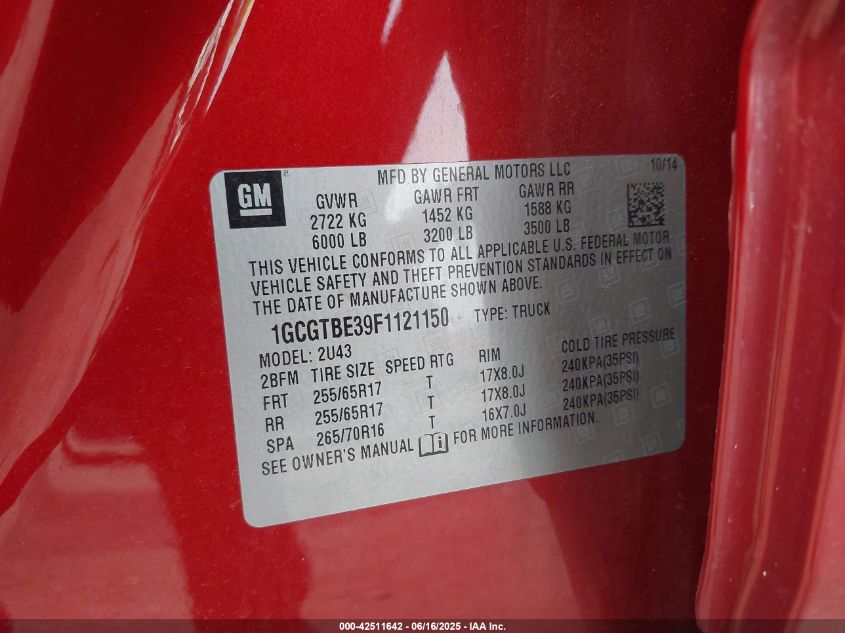 MFD BY GENERAL MOTORS LLC 10/14
GM
GVWR GAWR FRT GAWR RR
2722 KG 1452 KG 1588 KG
6000 LB 3200 LB 3500 LB
THIS VEHICLE CONFORMS TO ALL APPLICABLE U.S. FEDERAL MOTOR
VEHICLE SAFETY AND THEFT PREVENTION STANDARDS IN EFFECT ON
THE DATE OF MANUFACTURE SHOWN ABOVE.
1GCGTBE39F1121150 TYPE: TRUCK
MODEL: 2U43
2BFM TIRE SIZE SPEED RTG RIM COLD TIRE PRESSURE
FRT 255/65R17 T 17X8.0J 240KPA(35PSI)
RR 255/65R17 T 17X8.0J 240KPA(35PSI)
SPA 265/70R16 T 16X7.0J 240KPA(35PSI)
SEE OWNER'S MANUAL FOR MORE INFORMATION.
000-42511642 / 06/16/2025 - IAA Inc.